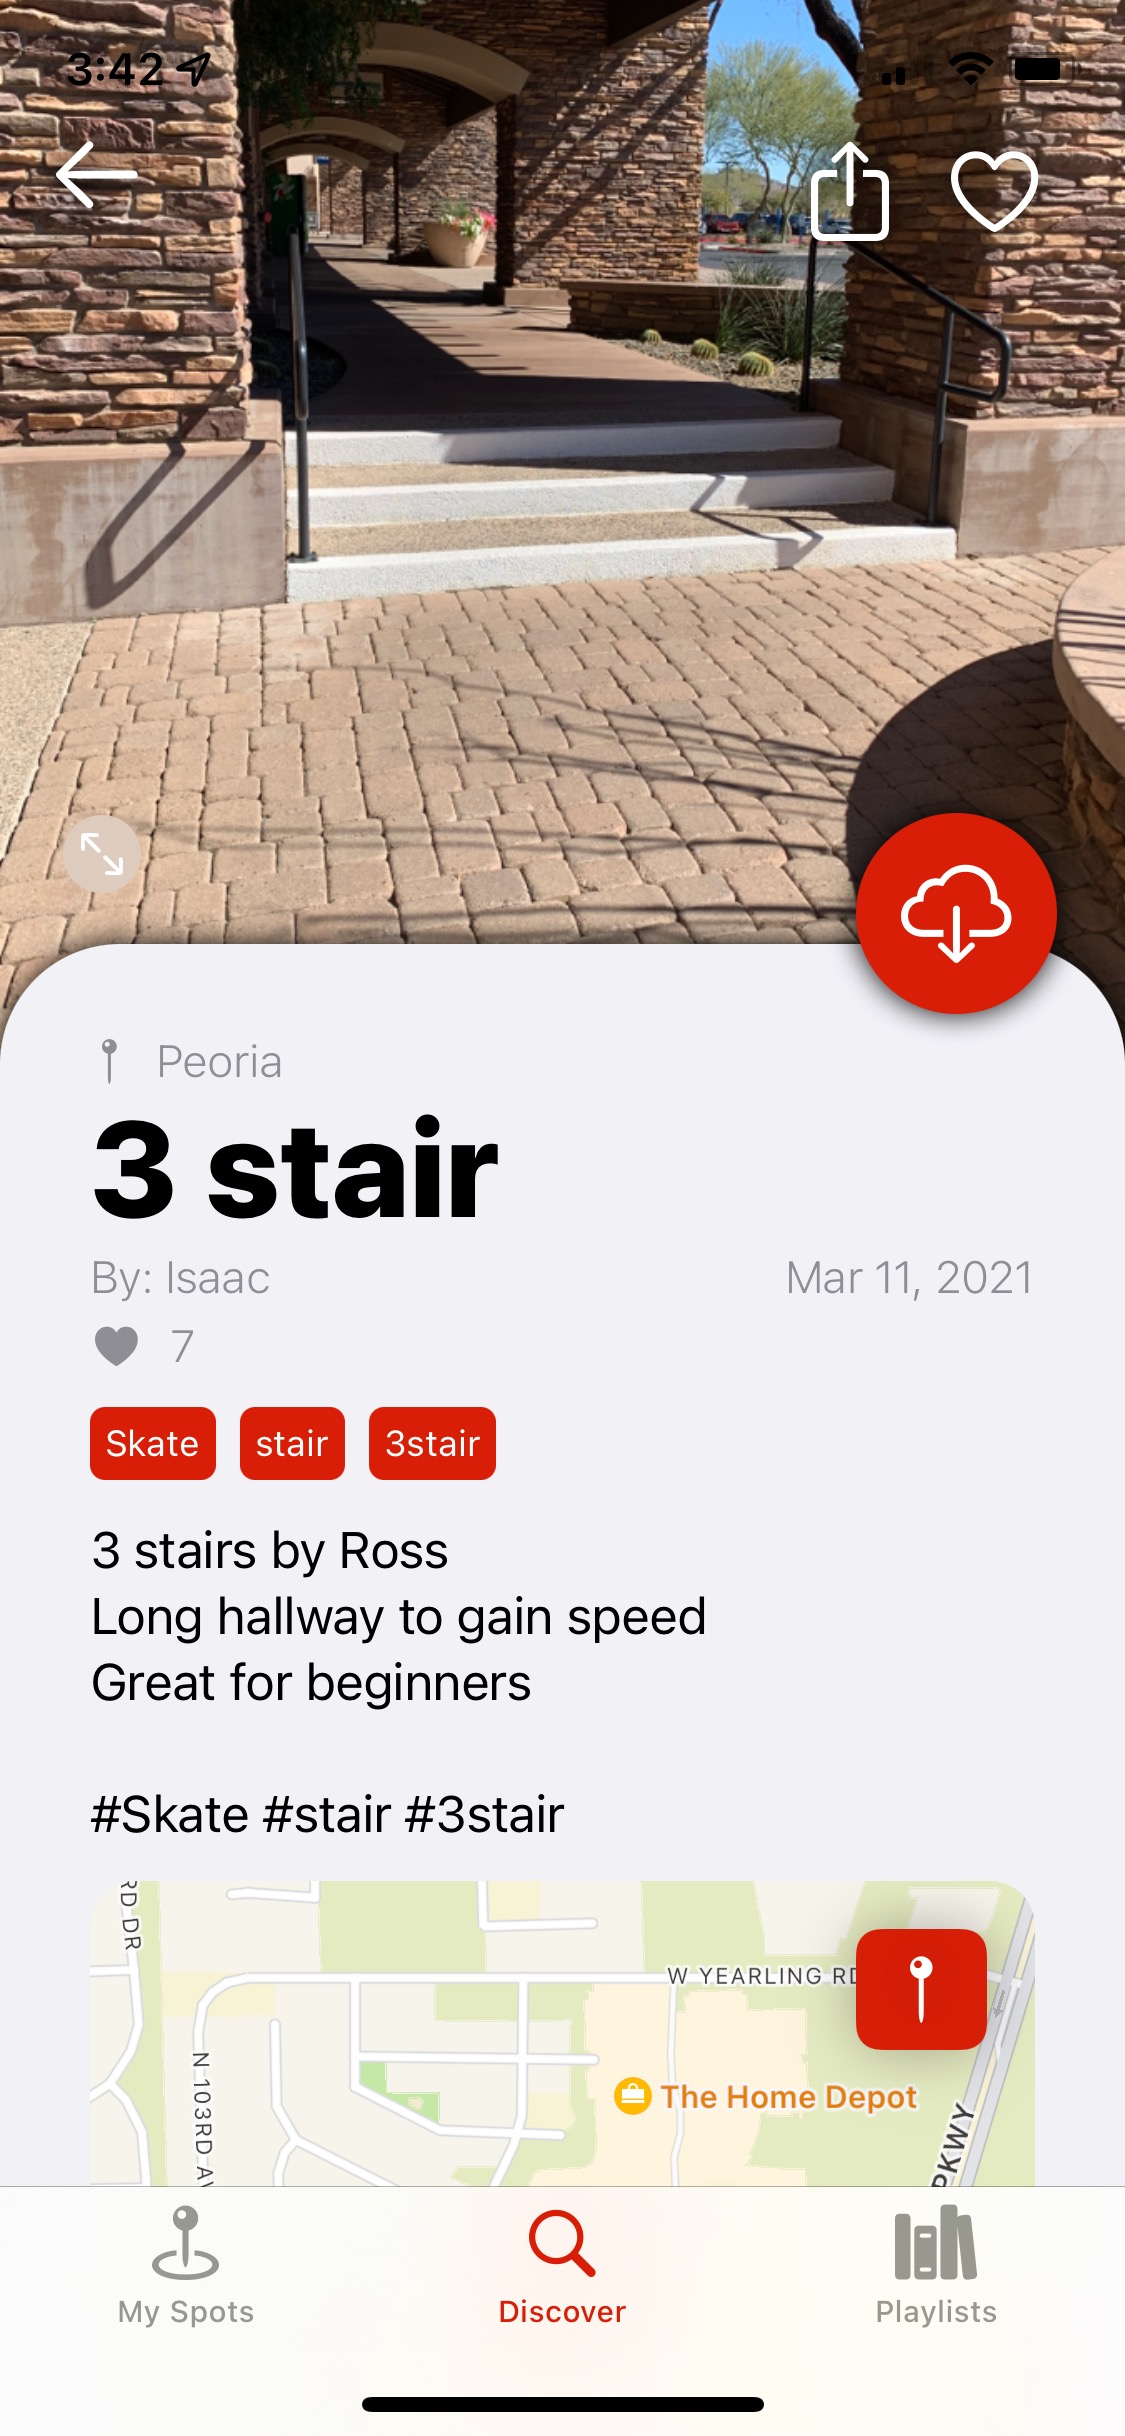 3:42
Peoria
3 stair
By: Isaac
Mar 11, 2021
7
Skate stair 3stair
3 stairs by Ross
Long hallway to gain speed
Great for beginners
#Skate #stair #3stair
RD DR
W YEARLING RD
N 103RD AV
The Home Depot
PKWY
My Spots
Discover
Playlists